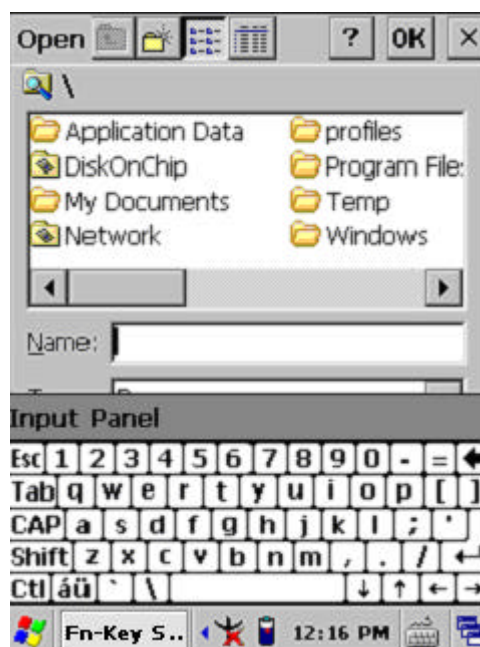 Open ? OK ×
\
Application Data profiles
DiskOnChip Program File
My Documents Temp
Network Windows
Name:
Input Panel
Esc 1 2 3 4 5 6 7 8 9 0 - =
Tab q w e r t y u i o p [ ]
CAP a s d f g h j k l ; '
Shift z x c v b n m , . /
Ctl áü ` \ ↓ ↑ ← →
Fn-Key S.. 12:16 PM